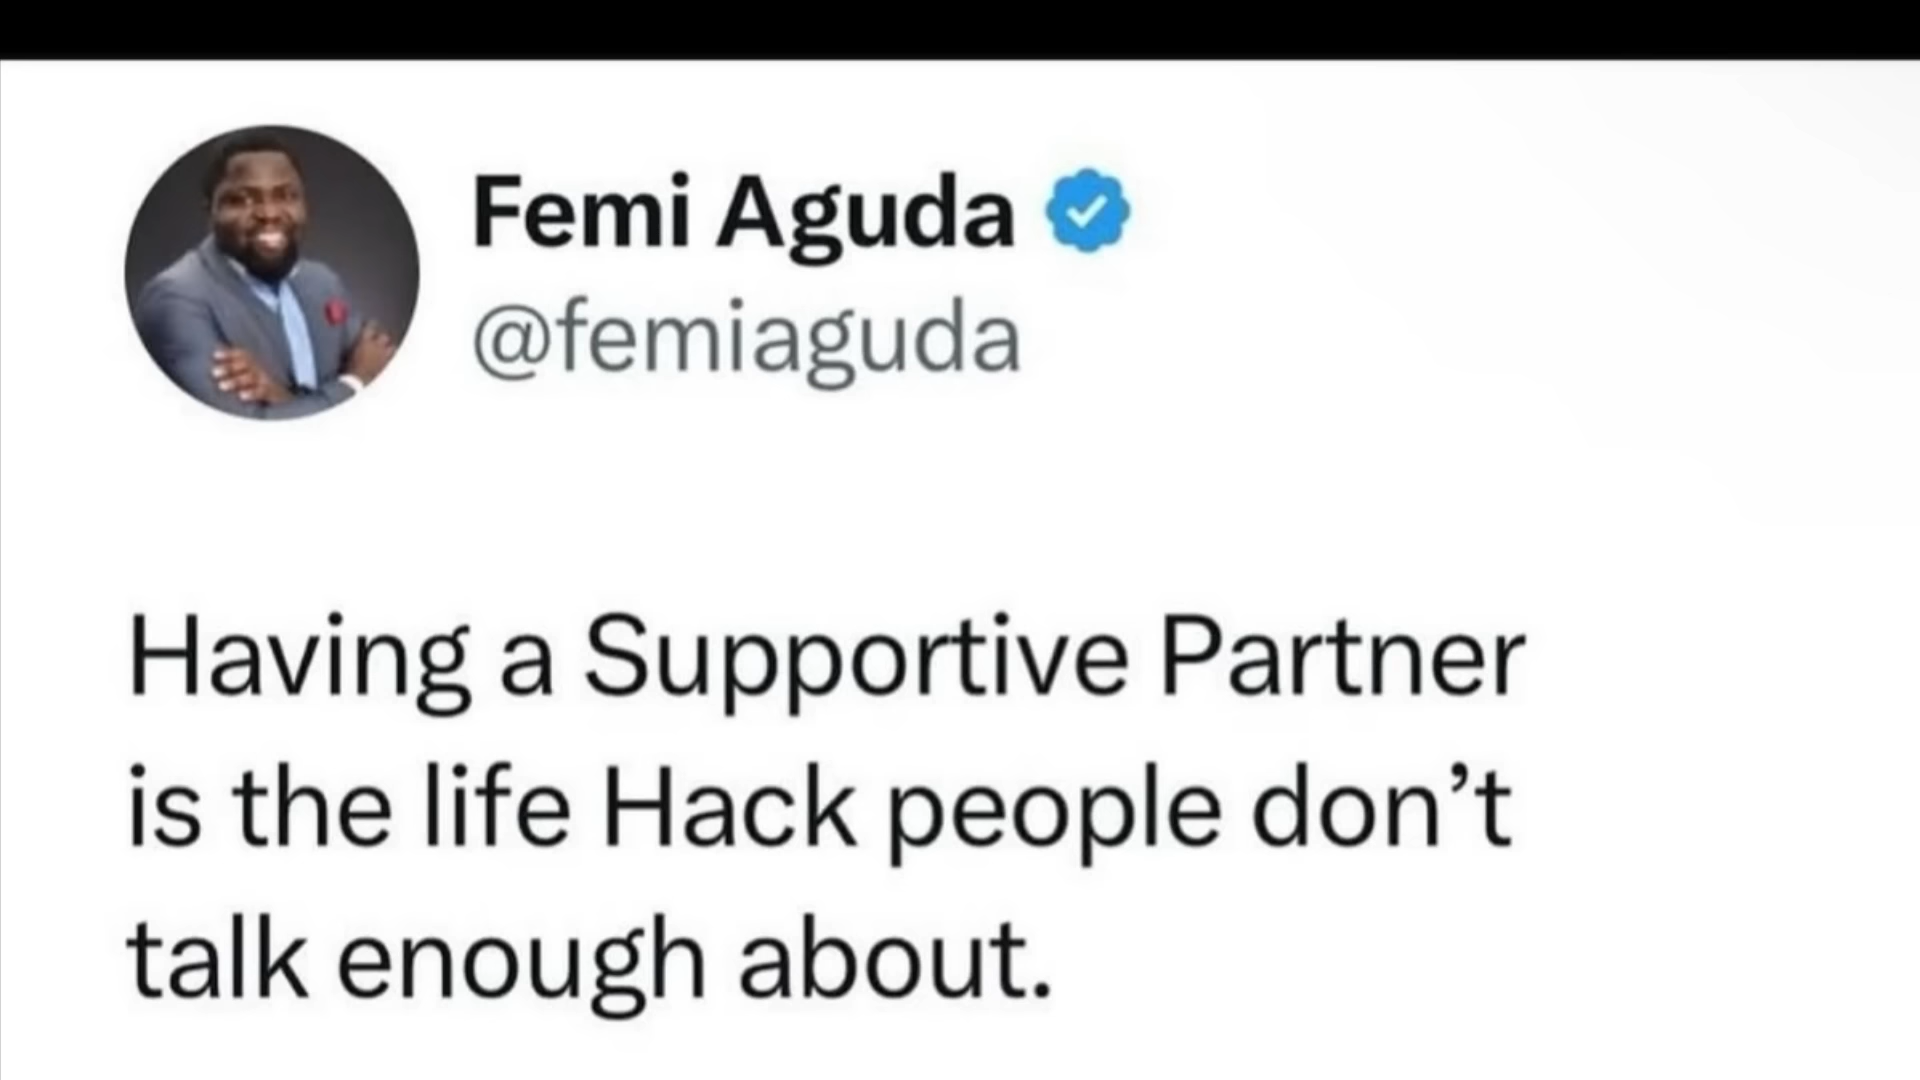 Femi Aguda
@femiaguda
Having a Supportive Partner
is the life Hack people don’t
talk enough about.